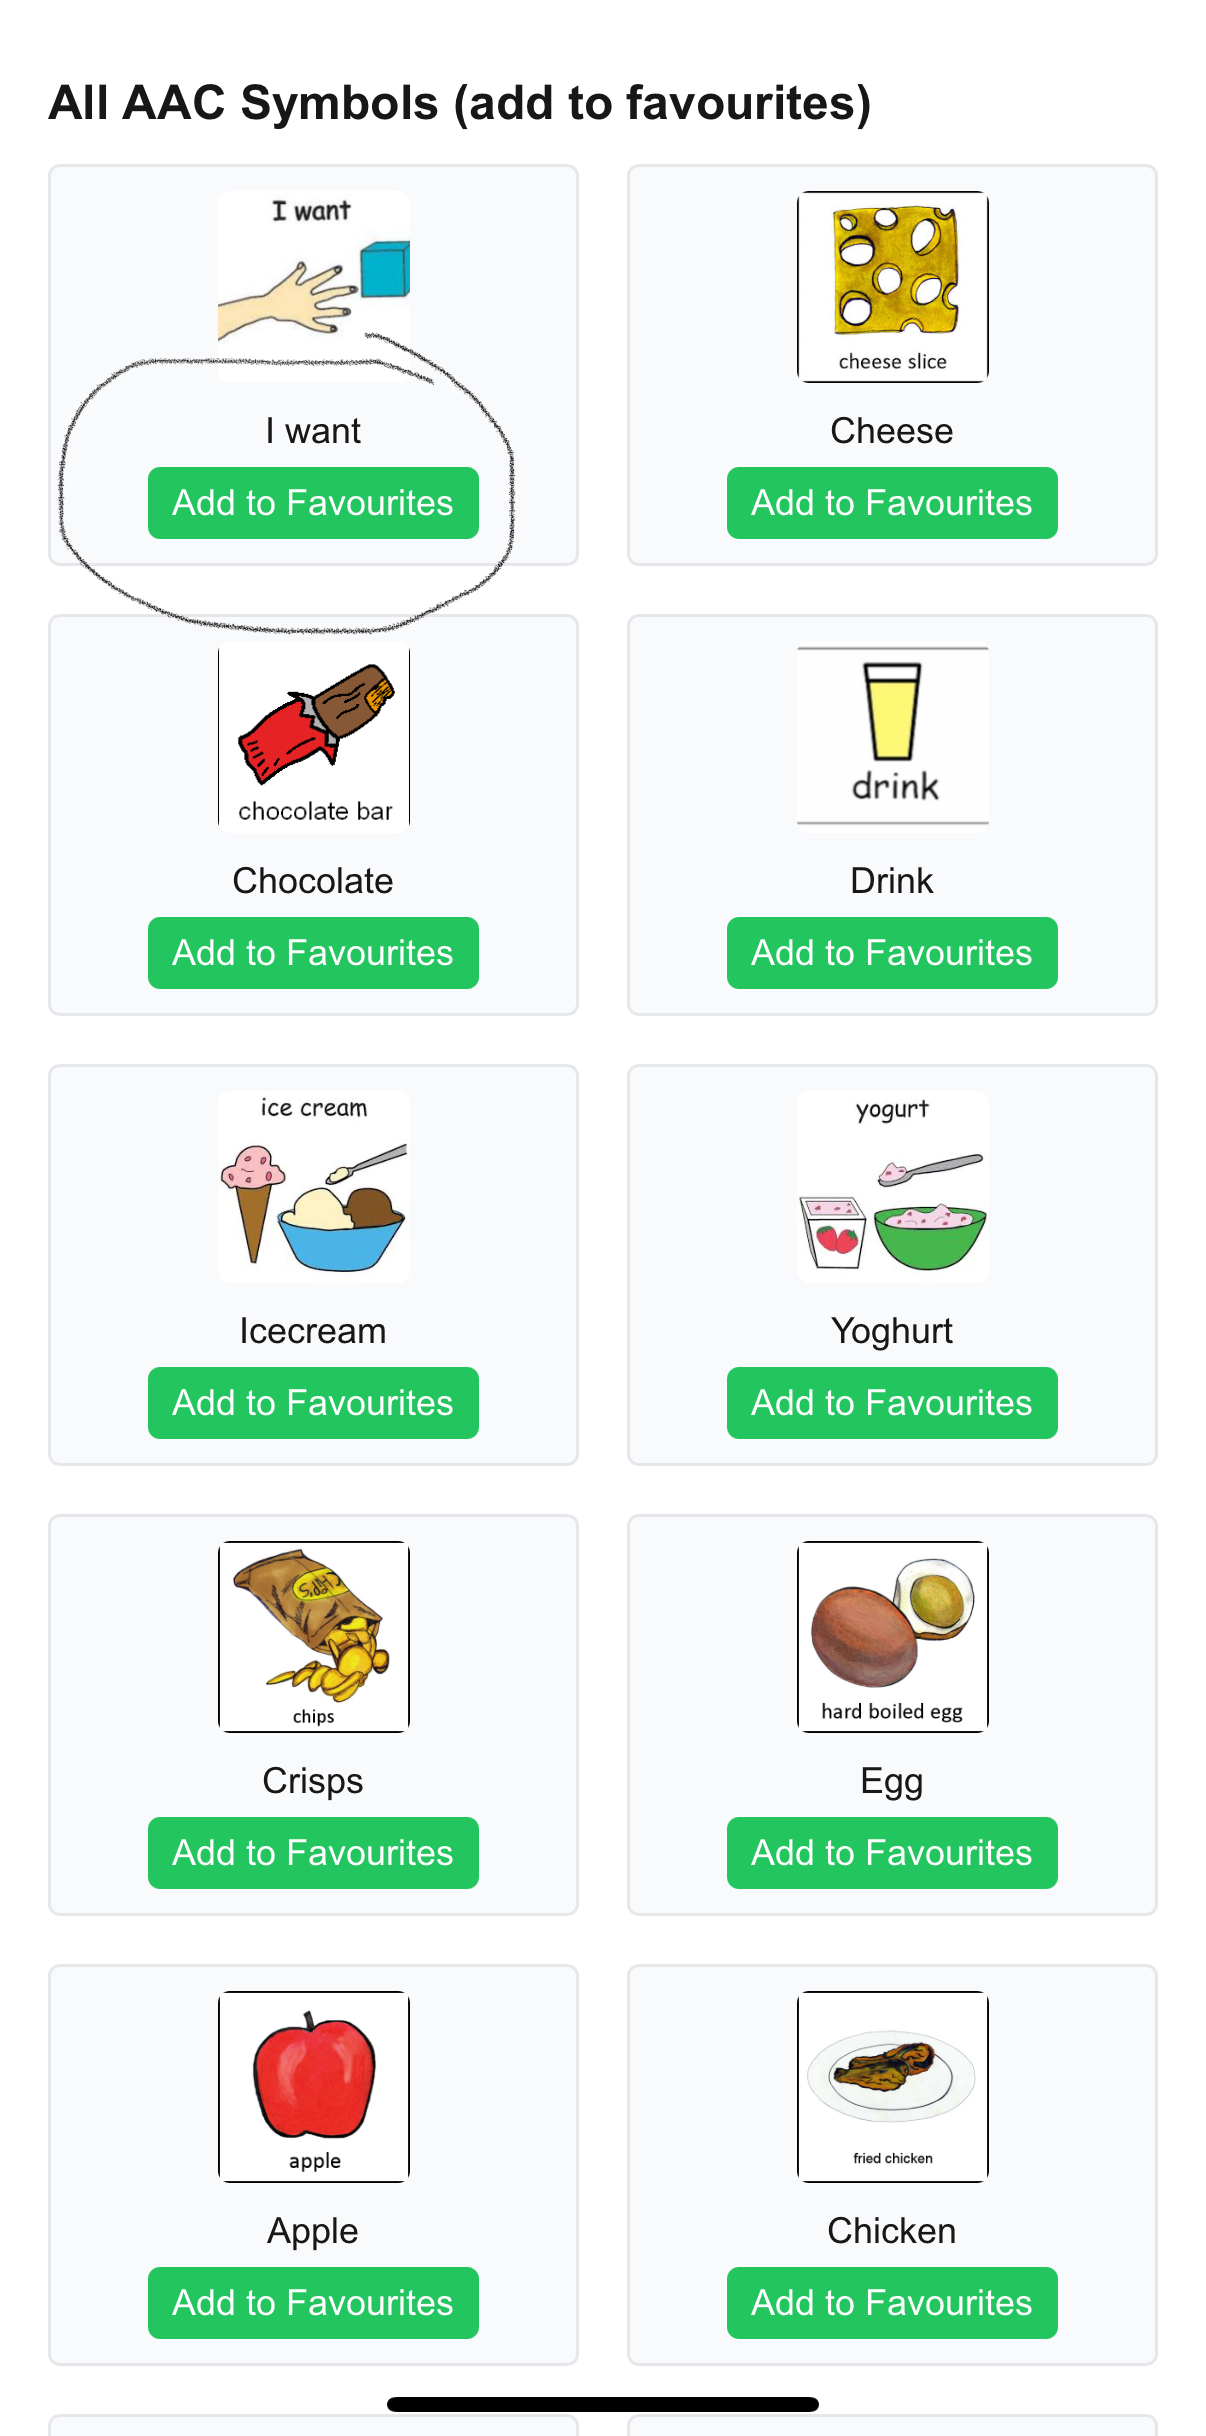 All AAC Symbols (add to favourites)
I want
I want
Add to Favourites
cheese slice
Cheese
Add to Favourites
chocolate bar
Chocolate
Add to Favourites
drink
Drink
Add to Favourites
ice cream
Icecream
Add to Favourites
yogurt
Yoghurt
Add to Favourites
chips
Crisps
Add to Favourites
hard boiled egg
Egg
Add to Favourites
apple
Apple
Add to Favourites
fried chicken
Chicken
Add to Favourites